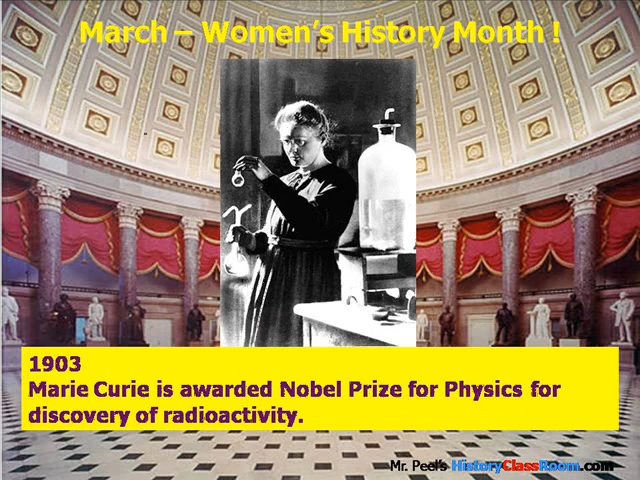 March – Women's History Month !
1903
Marie Curie is awarded Nobel Prize for Physics for
discovery of radioactivity.
Mr. Peel's HistoryClassRoom.com